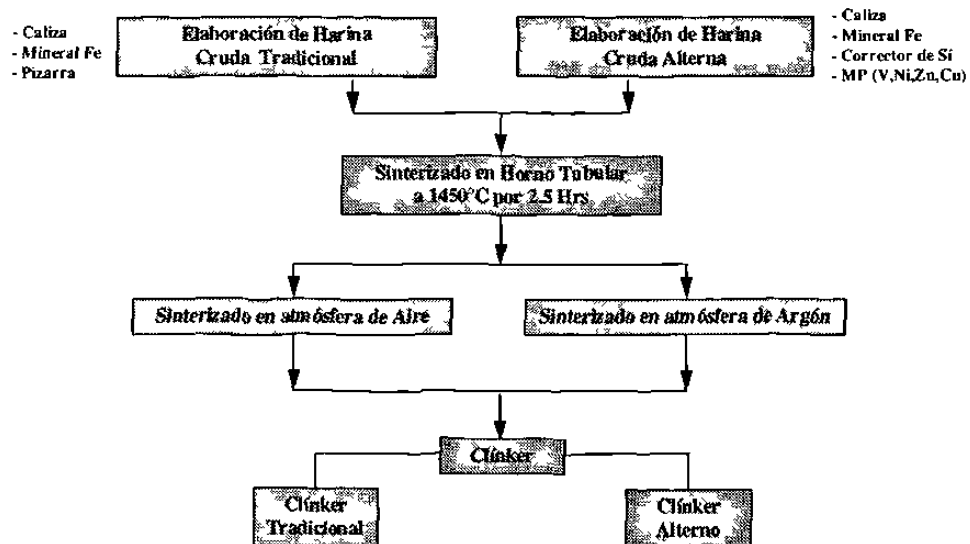 - Caliza
- Mineral Fe
- Pizarra
Elaboración de Harina
Cruda Tradicional
Elaboración de Harina
Cruda Alterna
- Caliza
- Mineral Fe
- Corrector de Si
- MP (V,Ni,Zn,Cu)
Sinterizado en Horno Tubular
a 1450°C por 2.5 Hrs
Sinterizado en atmósfera de Aire
Sinterizado en atmósfera de Argón
Clínker
Clínker
Tradicional
Clínker
Alterno